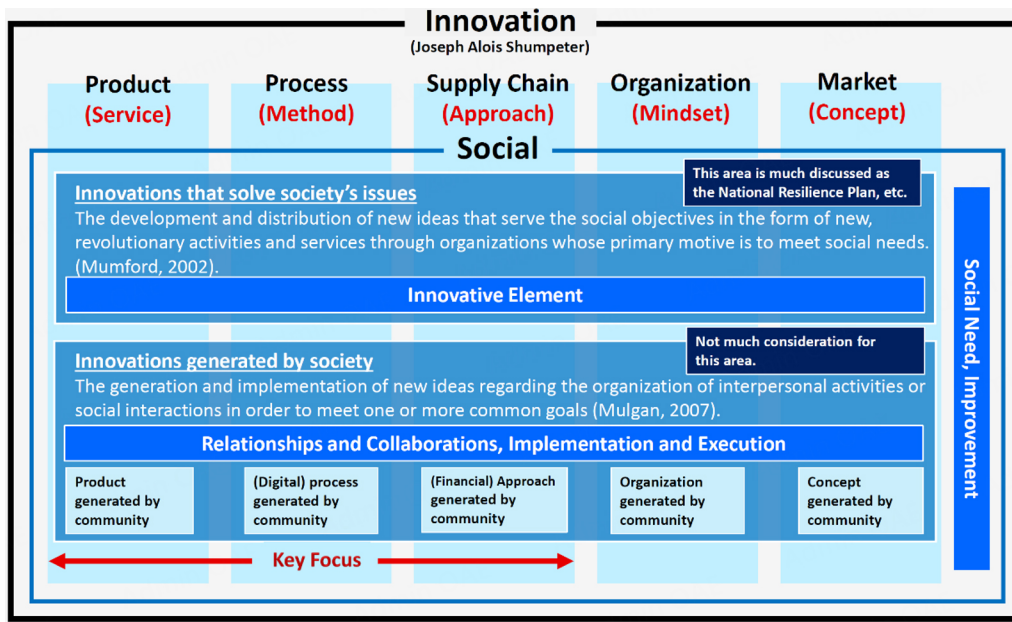 Innovation
(Joseph Alois Shumpeter)
Product
(Service)
Process
(Method)
Supply Chain
(Approach)
Organization
(Mindset)
Market
(Concept)
Social
This area is much discussed as
the National Resilience Plan, etc.
Innovations that solve society's issues
The development and distribution of new ideas that serve the social objectives in the form of new,
revolutionary activities and services through organizations whose primary motive is to meet social needs.
(Mumford, 2002).
Innovative Element
Not much consideration for
this area.
Innovations generated by society
The generation and implementation of new ideas regarding the organization of interpersonal activities or
social interactions in order to meet one or more common goals (Mulgan, 2007).
Relationships and Collaborations, Implementation and Execution
Product
generated by
community
(Digital) process
generated by
community
(Financial) Approach
generated by
community
Organization
generated by
community
Concept
generated by
community
Key Focus
Social Need, Improvement